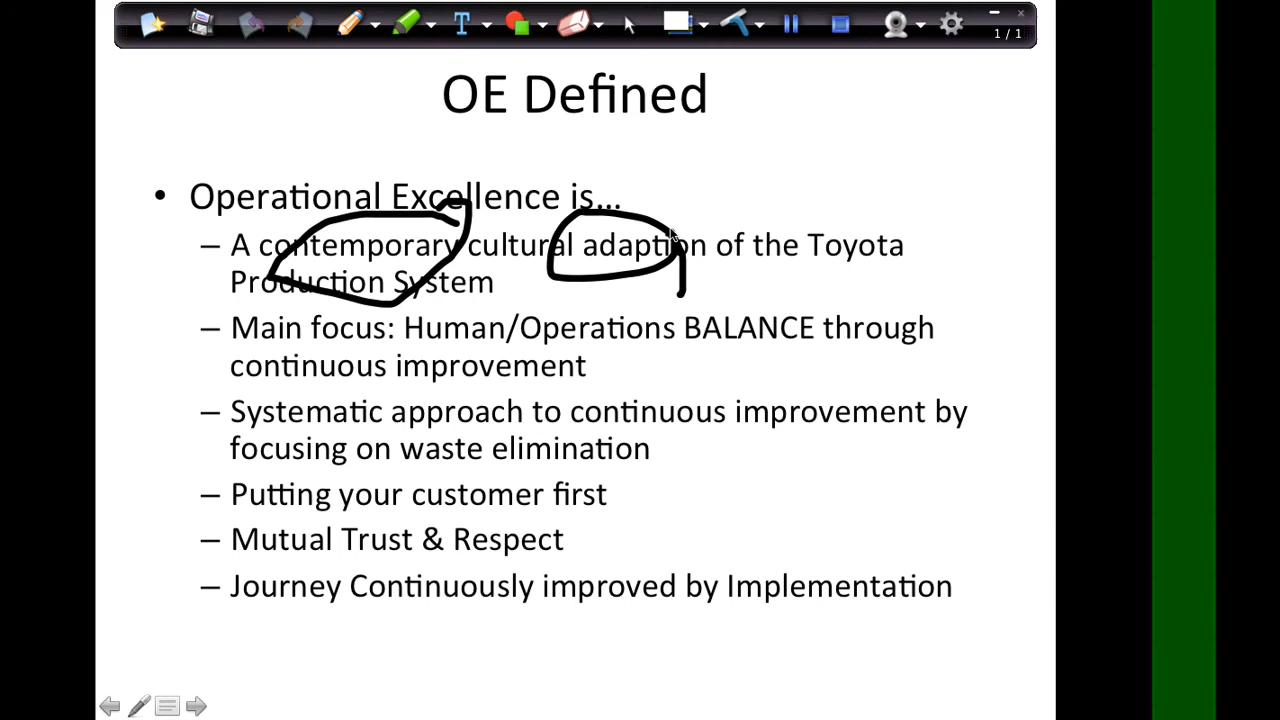 1 / 1
OE Defined
• Operational Excellence is...
– A contemporary cultural adaption of the Toyota
Production System
– Main focus: Human/Operations BALANCE through
continuous improvement
– Systematic approach to continuous improvement by
focusing on waste elimination
– Putting your customer first
– Mutual Trust & Respect
– Journey Continuously improved by Implementation